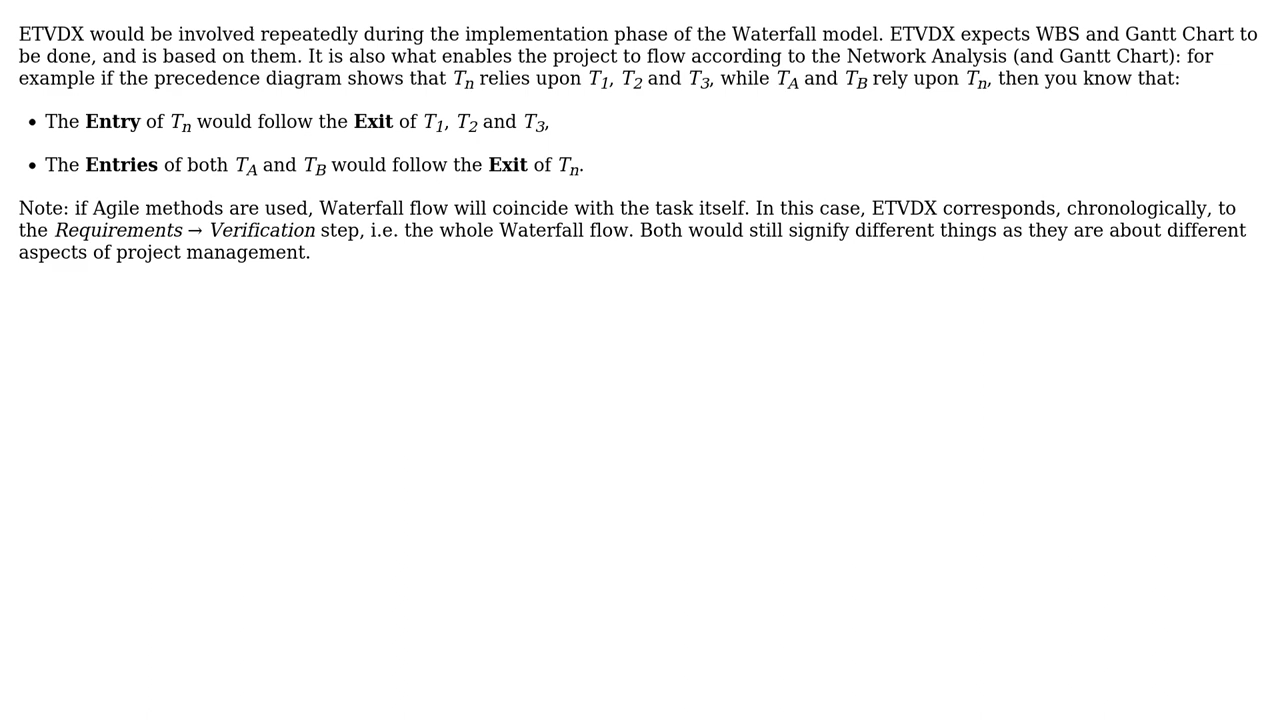 ETVDX would be involved repeatedly during the implementation phase of the Waterfall model. ETVDX expects WBS and Gantt Chart to
be done, and is based on them. It is also what enables the project to flow according to the Network Analysis (and Gantt Chart): for
example if the precedence diagram shows that Tn relies upon T1, T2 and T3, while TA and TB rely upon Tn, then you know that:
• The Entry of Tn would follow the Exit of T1, T2 and T3,
• The Entries of both TA and TB would follow the Exit of Tn.
Note: if Agile methods are used, Waterfall flow will coincide with the task itself. In this case, ETVDX corresponds, chronologically, to
the Requirements → Verification step, i.e. the whole Waterfall flow. Both would still signify different things as they are about different
aspects of project management.